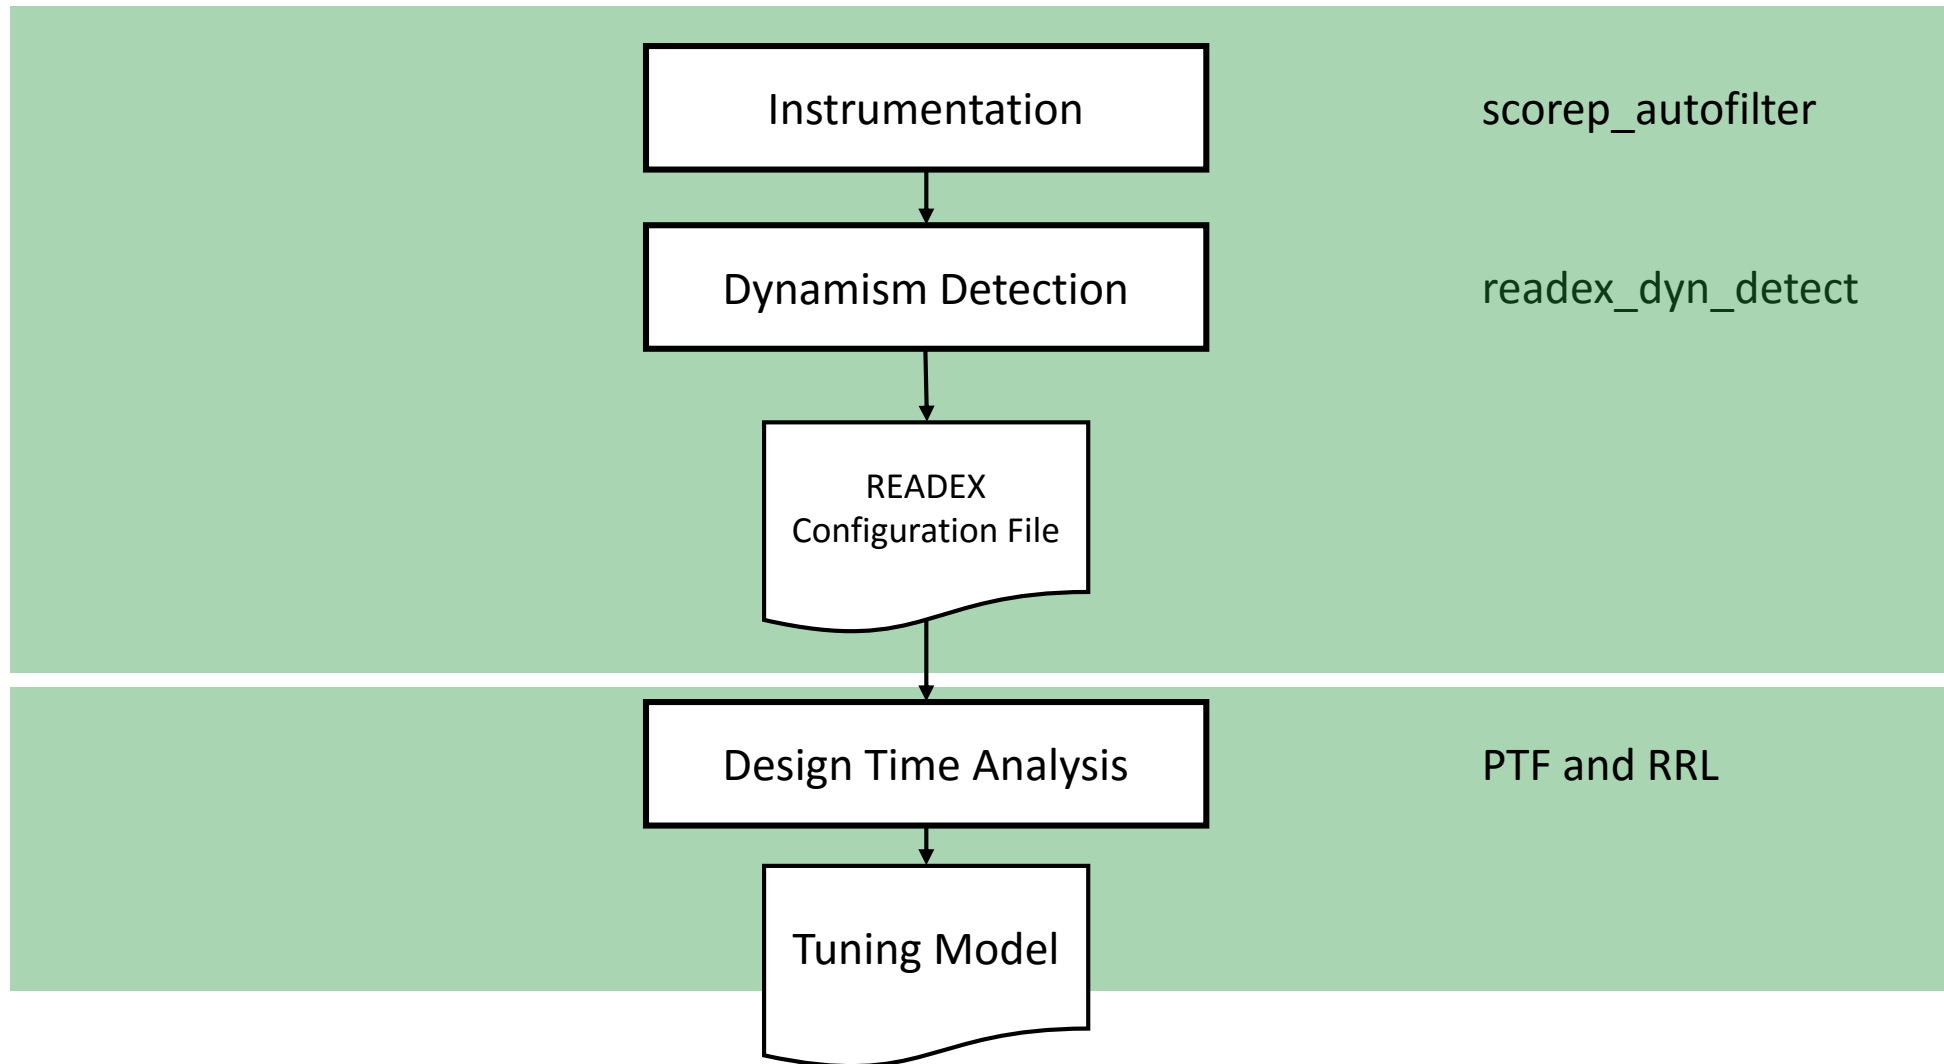 Instrumentation
scorep_autofilter
Dynamism Detection
readex_dyn_detect
READEX
Configuration File
Design Time Analysis
PTF and RRL
Tuning Model